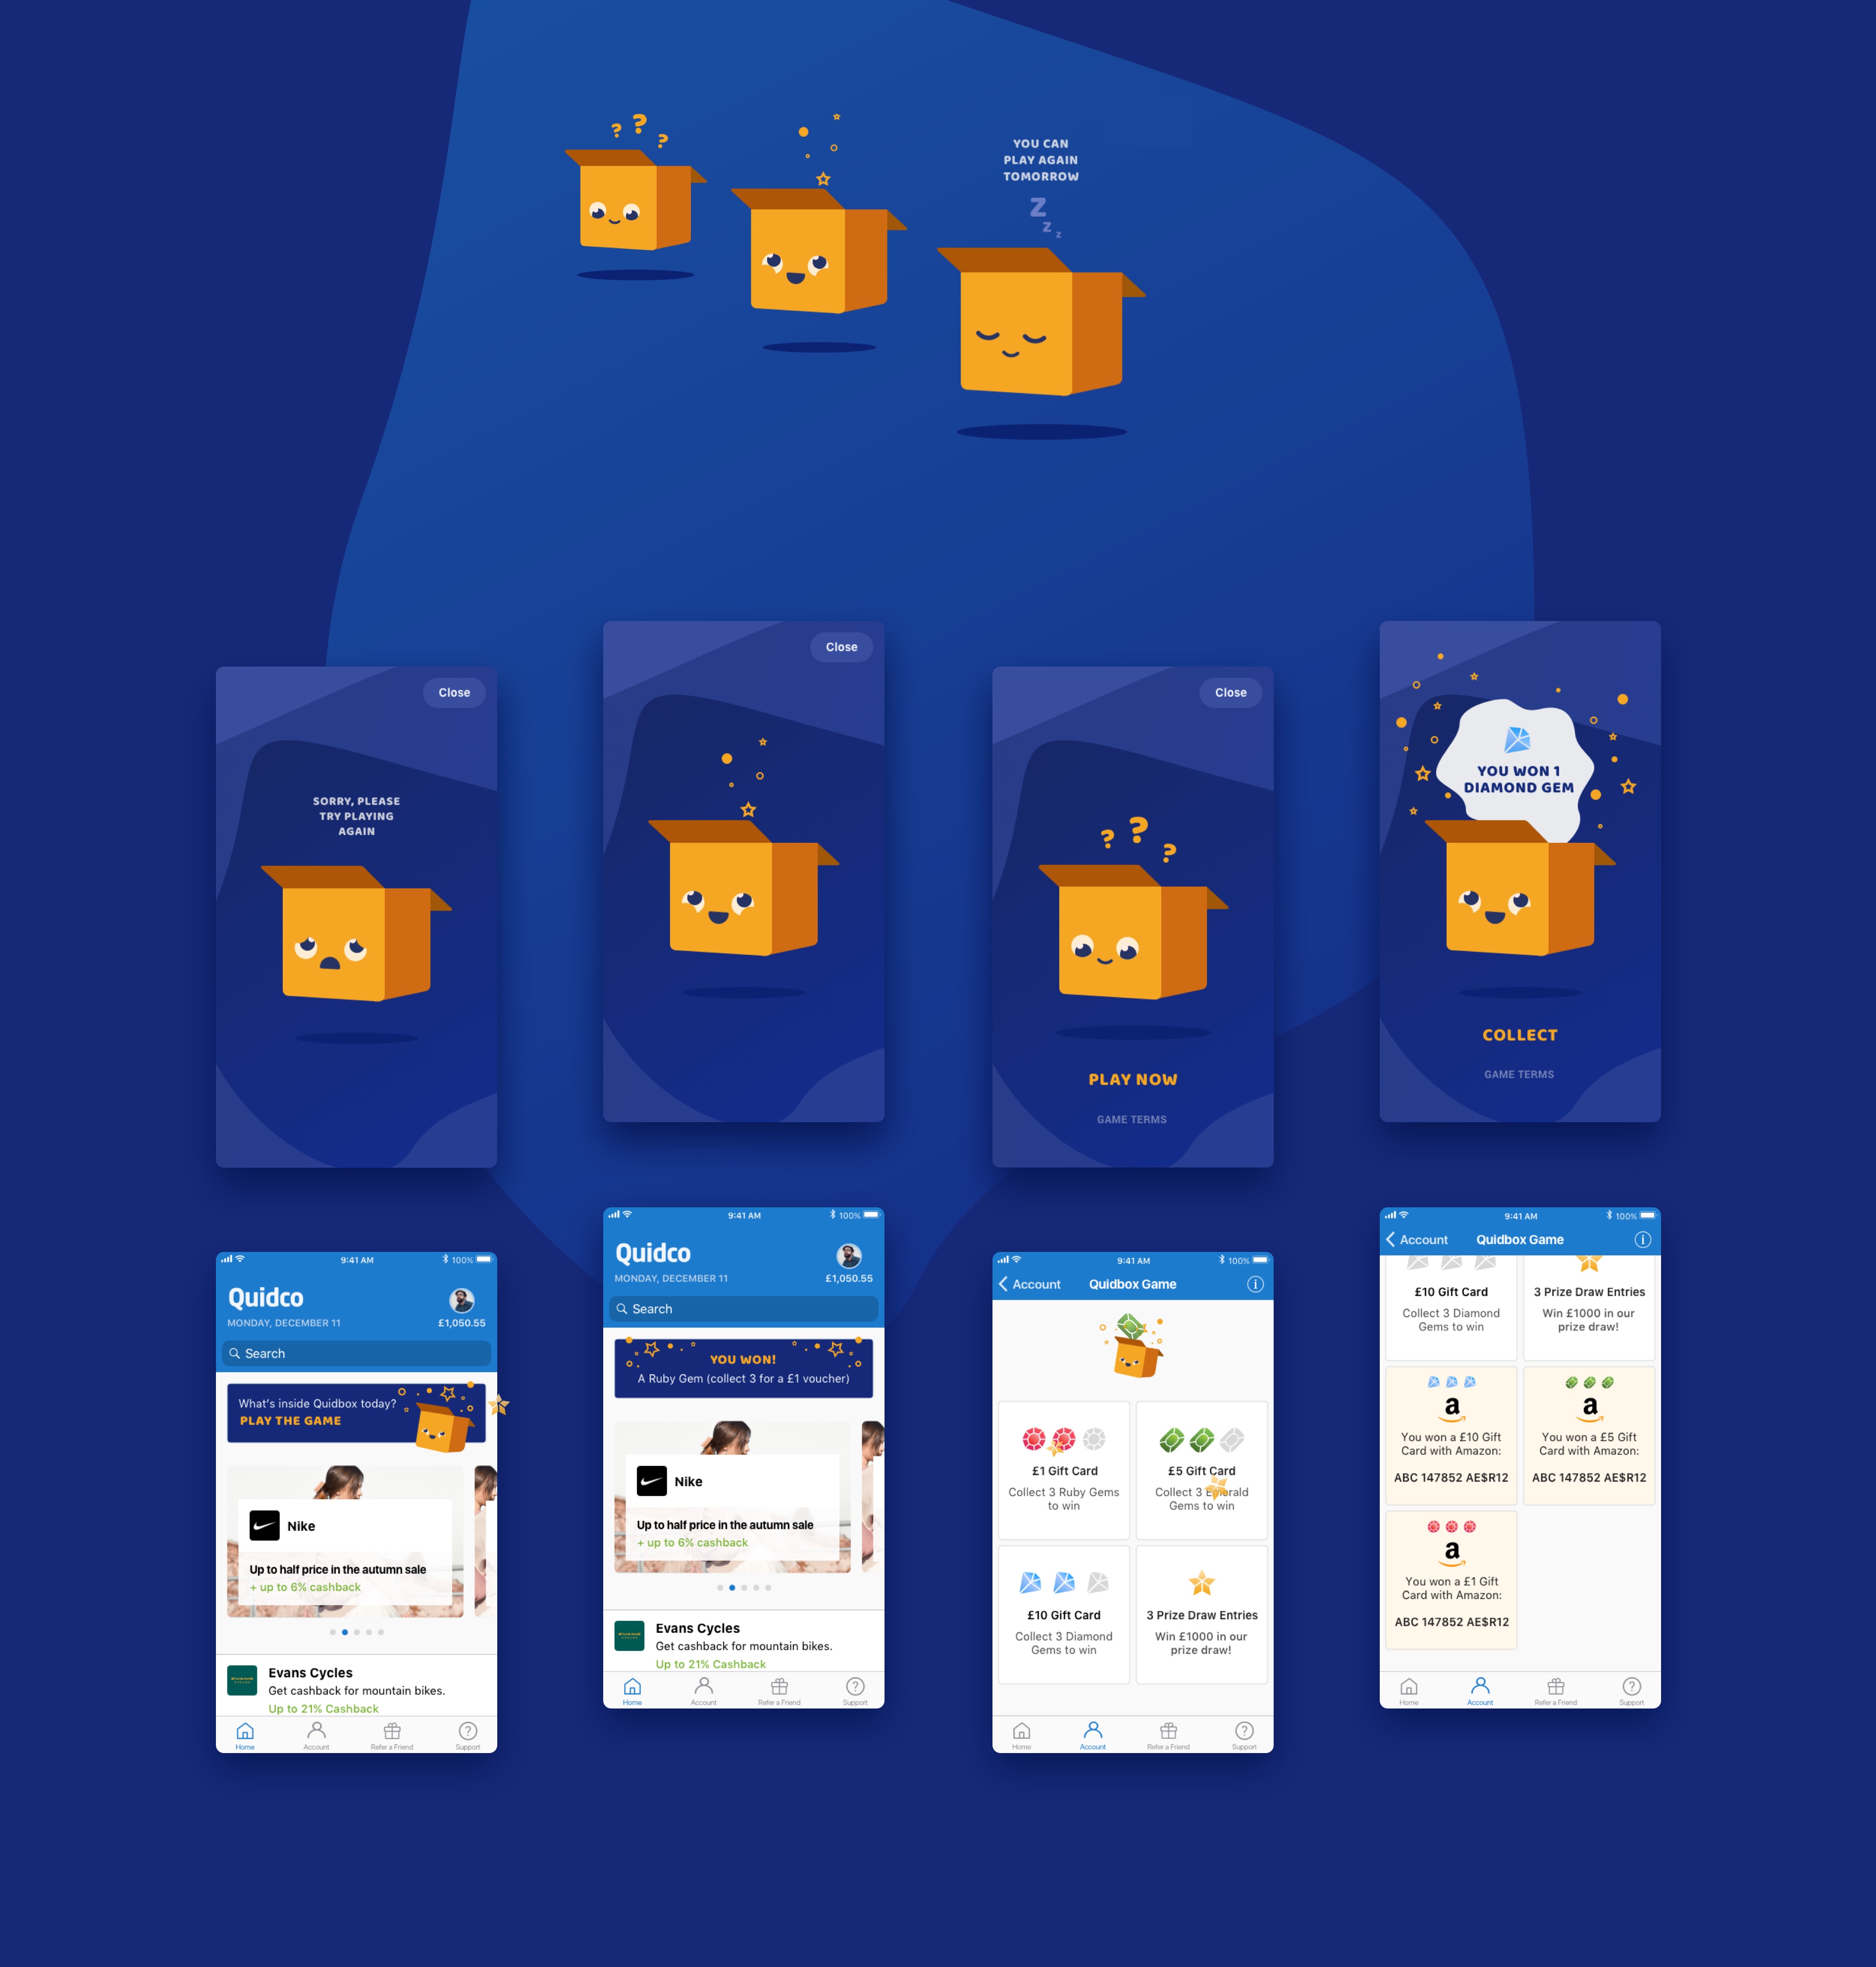 ? ? ?
YOU CAN
PLAY AGAIN
TOMORROW
Z
z
z
Close
SORRY, PLEASE
TRY PLAYING
AGAIN
Close
Close
? ? ?
PLAY NOW
GAME TERMS
YOU WON 1
DIAMOND GEM
COLLECT
GAME TERMS
9:41 AM 100%
Quidco
MONDAY, DECEMBER 11 £1,050.55
Search
What's inside Quidbox today?
PLAY THE GAME
Nike
Up to half price in the autumn sale
+ up to 6% cashback
EVANS
CYCLES
Evans Cycles
Get cashback for mountain bikes.
Up to 21% Cashback
Home Account Refer a Friend Support
9:41 AM 100%
Quidco
MONDAY, DECEMBER 11 £1,050.55
Search
YOU WON!
A Ruby Gem (collect 3 for a £1 voucher)
Nike
Up to half price in the autumn sale
+ up to 6% cashback
EVANS
CYCLES
Evans Cycles
Get cashback for mountain bikes.
Up to 21% Cashback
Home Account Refer a Friend Support
9:41 AM 100%
Account Quidbox Game i
£1 Gift Card
Collect 3 Ruby Gems
to win
£5 Gift Card
Collect 3 Emerald
Gems to win
£10 Gift Card
Collect 3 Diamond
Gems to win
3 Prize Draw Entries
Win £1000 in our
prize draw!
Home Account Refer a Friend Support
9:41 AM 100%
Account Quidbox Game i
£10 Gift Card
Collect 3 Diamond
Gems to win
3 Prize Draw Entries
Win £1000 in our
prize draw!
a
You won a £10 Gift
Card with Amazon:
ABC 147852 AE$R12
a
You won a £5 Gift
Card with Amazon:
ABC 147852 AE$R12
a
You won a £1 Gift
Card with Amazon:
ABC 147852 AE$R12
Home Account Refer a Friend Support